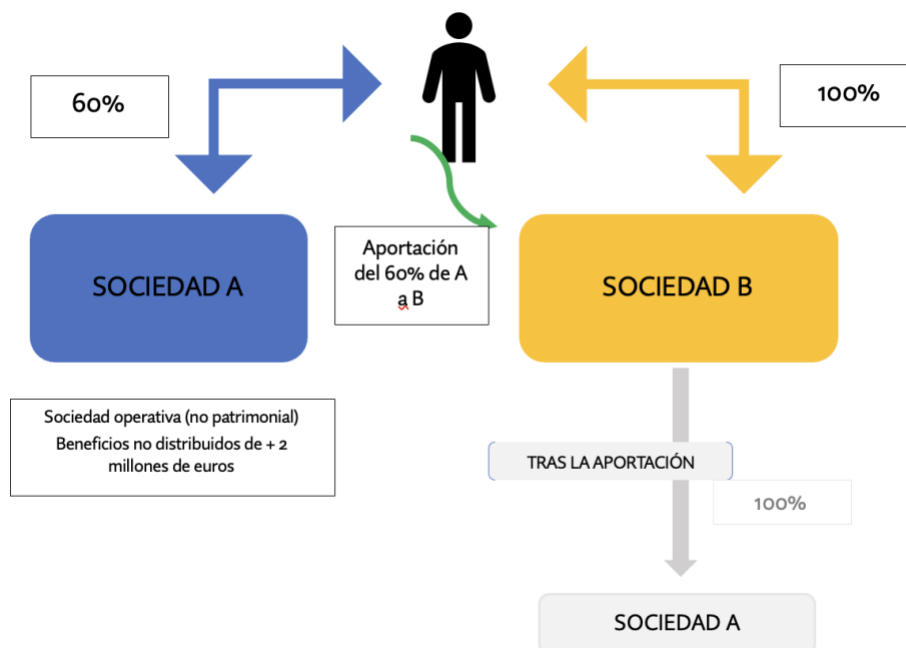 60%
100%
SOCIEDAD A
Aportación
del 60% de A
a B
SOCIEDAD B
Sociedad operativa (no patrimonial)
Beneficios no distribuidos de + 2
millones de euros
TRAS LA APORTACIÓN
100%
SOCIEDAD A